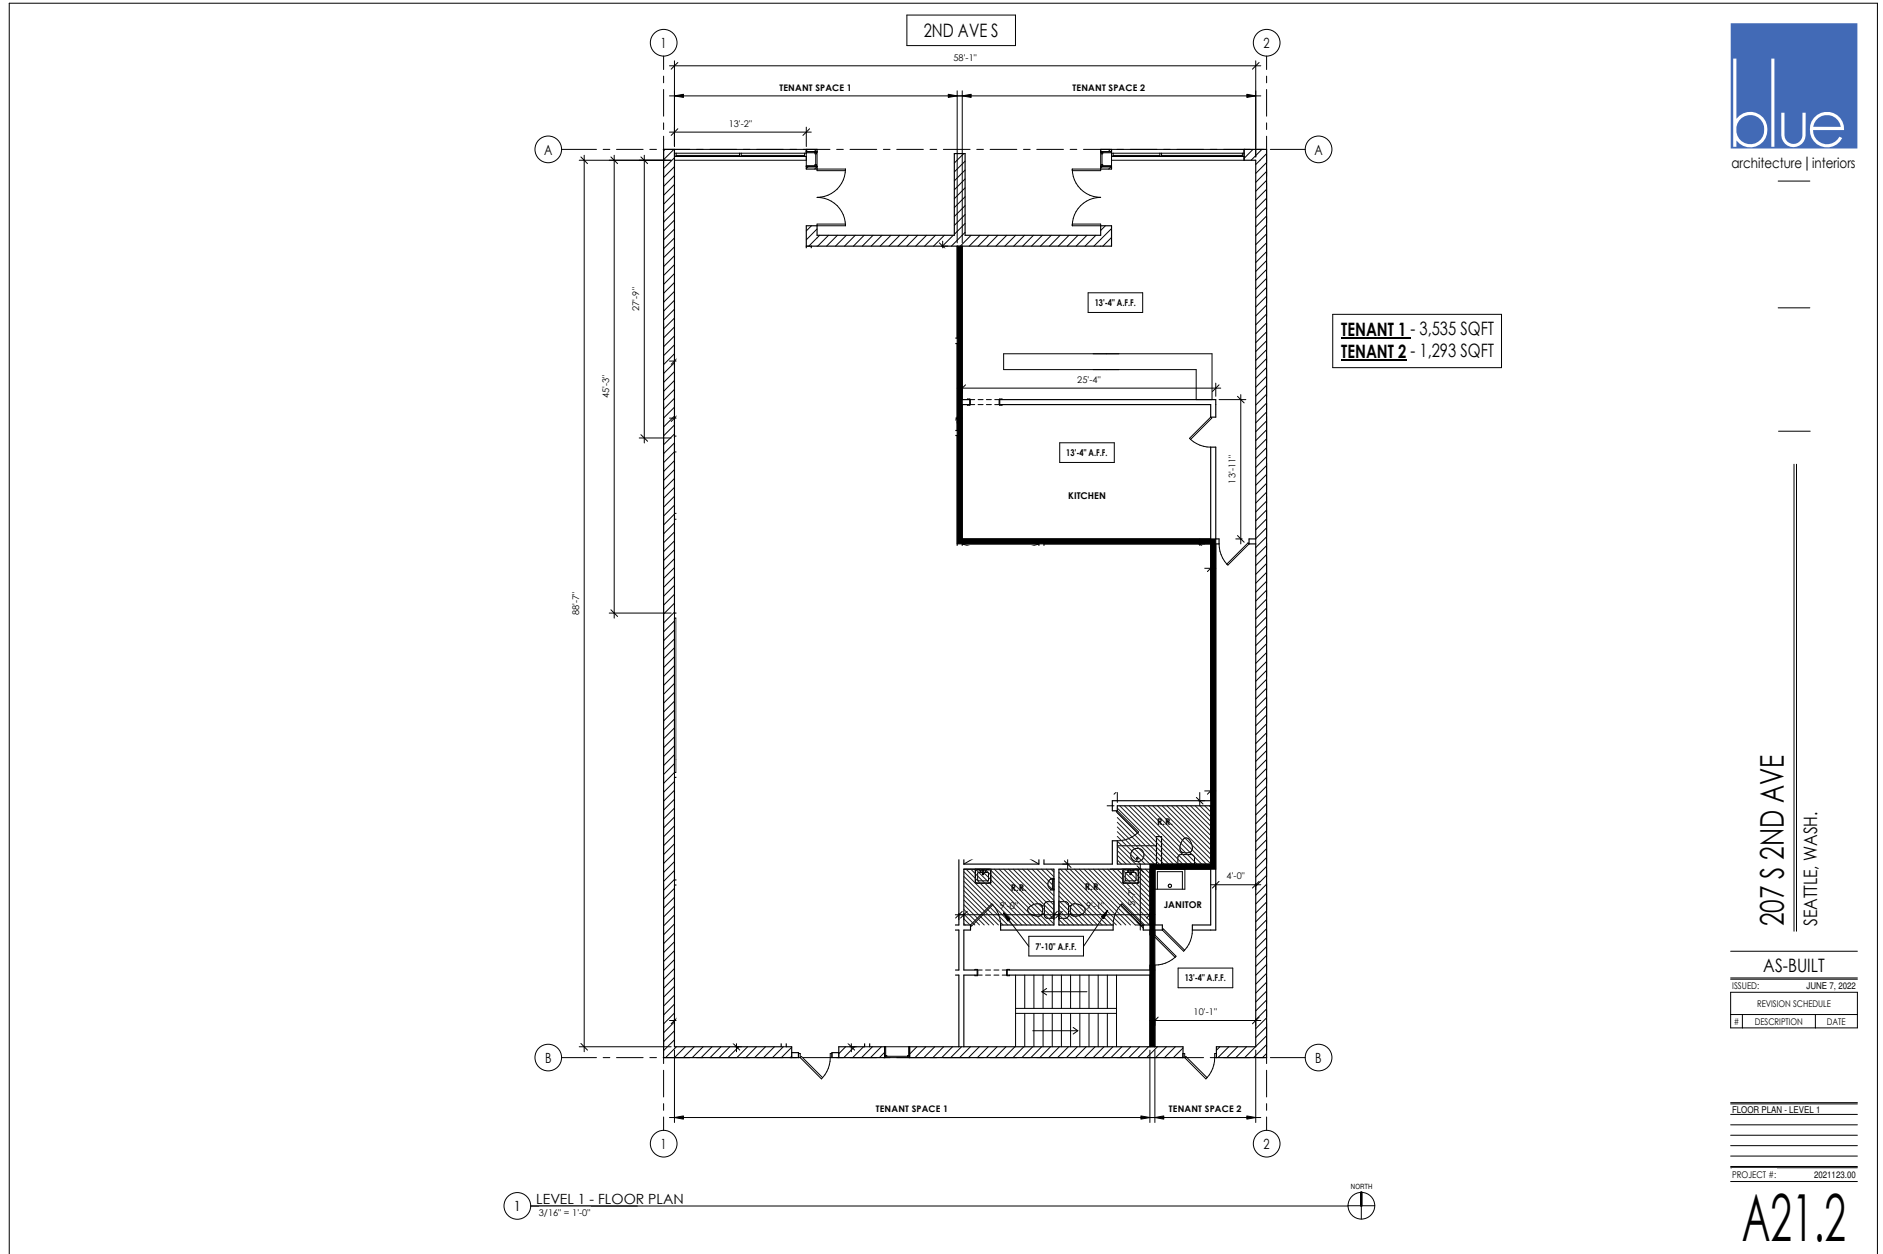 2ND AVE S
1
2
58'-1"
TENANT SPACE 1
TENANT SPACE 2
13'-2"
A
A
27'-9"
45'-3"
88'-7"
13'-4" A.F.F.
TENANT 1 - 3,535 SQFT
TENANT 2 - 1,293 SQFT
25'-4"
13'-4" A.F.F.
13'-11"
KITCHEN
R.R.
4'-0"
R.R.
R.R.
JANITOR
7'-10" A.F.F.
13'-4" A.F.F.
10'-1"
B
B
TENANT SPACE 1
TENANT SPACE 2
1
2
1
LEVEL 1 - FLOOR PLAN
3/16" = 1'-0"
NORTH
blue
architecture | interiors
207 S 2ND AVE
SEATTLE, WASH.
AS-BUILT
ISSUED: JUNE 7, 2022
REVISION SCHEDULE
# DESCRIPTION DATE
FLOOR PLAN - LEVEL 1
PROJECT #: 2021123.00
A21.2